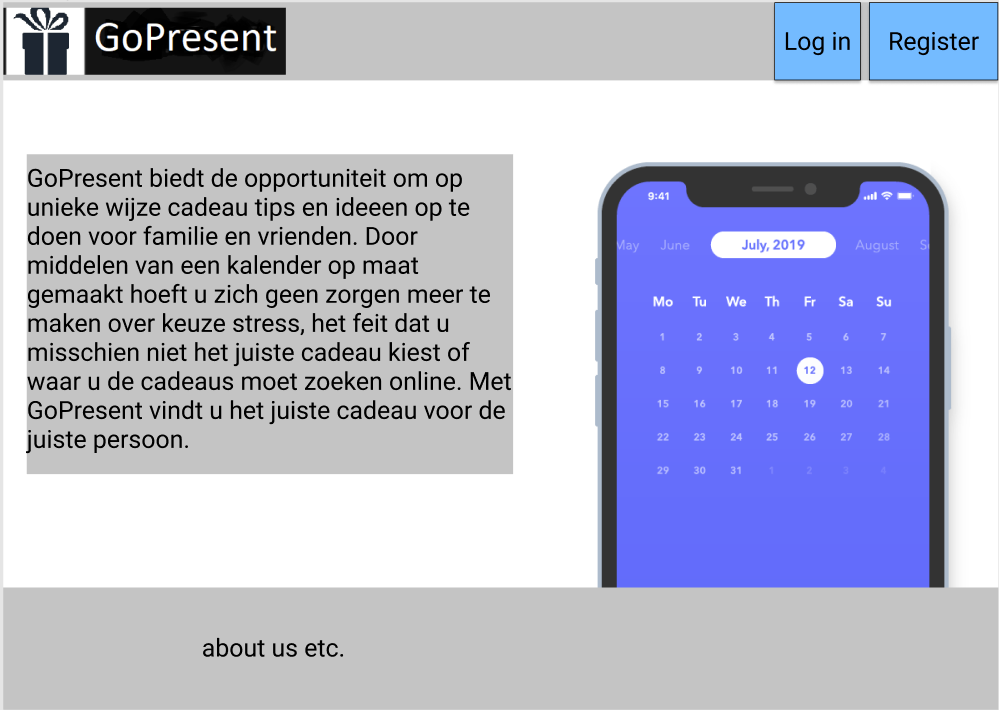 GoPresent
Log in
Register
GoPresent biedt de opportuniteit om op
unieke wijze cadeau tips en ideeen op te
doen voor familie en vrienden. Door
middelen van een kalender op maat
gemaakt hoeft u zich geen zorgen meer te
maken over keuze stress, het feit dat u
misschien niet het juiste cadeau kiest of
waar u de cadeaus moet zoeken online. Met
GoPresent vindt u het juiste cadeau voor de
juiste persoon.
9:41
May June July, 2019 August S
Mo Tu We Th Fr Sa Su
1 2 3 4 5 6 7
8 9 10 11 12 13 14
15 16 17 18 19 20 21
22 23 24 25 26 27 28
29 30 31 1 2 3 4
about us etc.